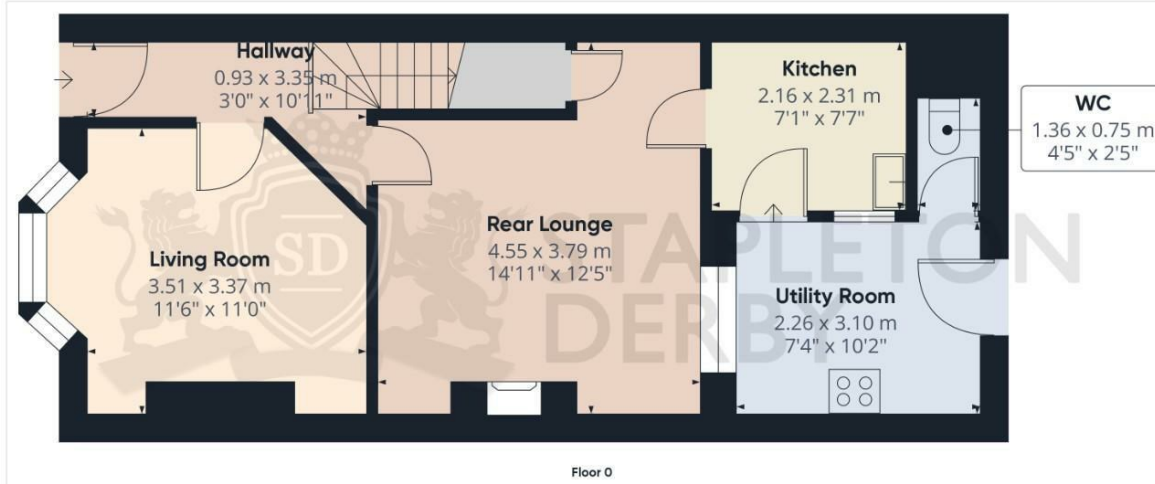 Hallway
0.93 x 3.35 m
3'0" x 10'11"
Kitchen
2.16 x 2.31 m
7'1" x 7'7"
WC
1.36 x 0.75 m
4'5" x 2'5"
Living Room
3.51 x 3.37 m
11'6" x 11'0"
Rear Lounge
4.55 x 3.79 m
14'11" x 12'5"
Utility Room
2.26 x 3.10 m
7'4" x 10'2"
SD
STAPLETON
DERBY
Floor 0